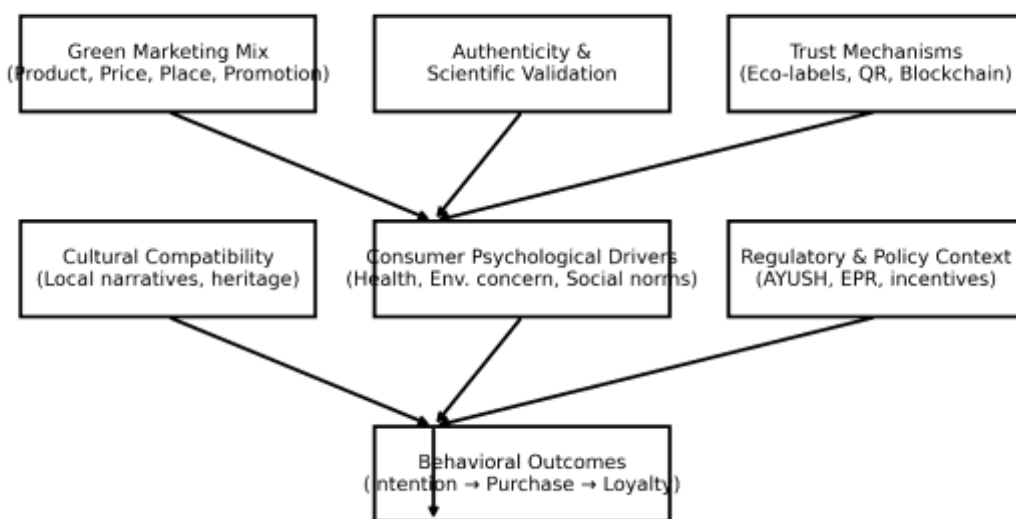 Green Marketing Mix
(Product, Price, Place, Promotion)
Authenticity &
Scientific Validation
Trust Mechanisms
(Eco-labels, QR, Blockchain)
Cultural Compatibility
(Local narratives, heritage)
Consumer Psychological Drivers
(Health, Env. concern, Social norms)
Regulatory & Policy Context
(AYUSH, EPR, incentives)
Behavioral Outcomes
(Intention → Purchase → Loyalty)